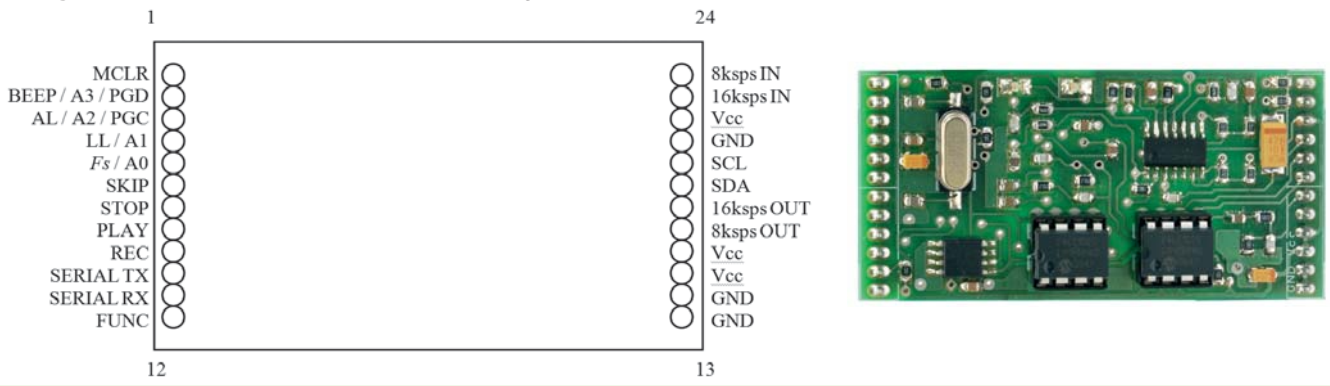 1 24
MCLR 8ksps IN
BEEP / A3 / PGD 16ksps IN
AL / A2 / PGC Vcc
LL / A1 GND
Fs / A0 SCL
SKIP SDA
STOP 16ksps OUT
PLAY 8ksps OUT
REC Vcc
SERIAL TX Vcc
SERIAL RX GND
FUNC GND
12 13
GND Vcc